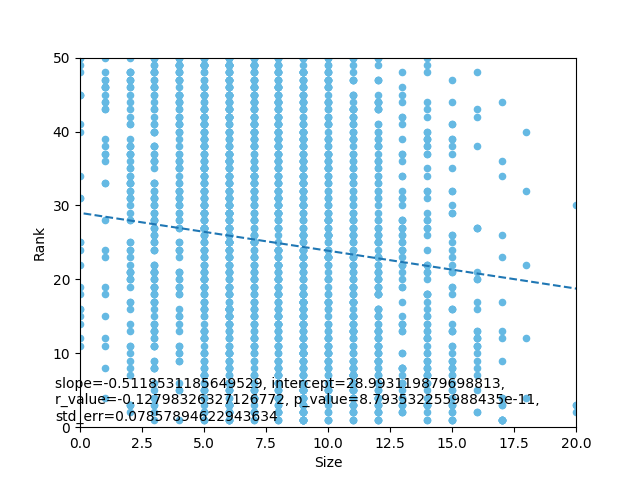 50
40
30
20
10
0
Rank
slope=-0.5118531185649529, intercept=28.993119879698813,
r_value=-0.12798326327126772, p_value=8.793532255988435e-11,
std_err=0.07857894622943634
0.0 2.5 5.0 7.5 10.0 12.5 15.0 17.5 20.0
Size